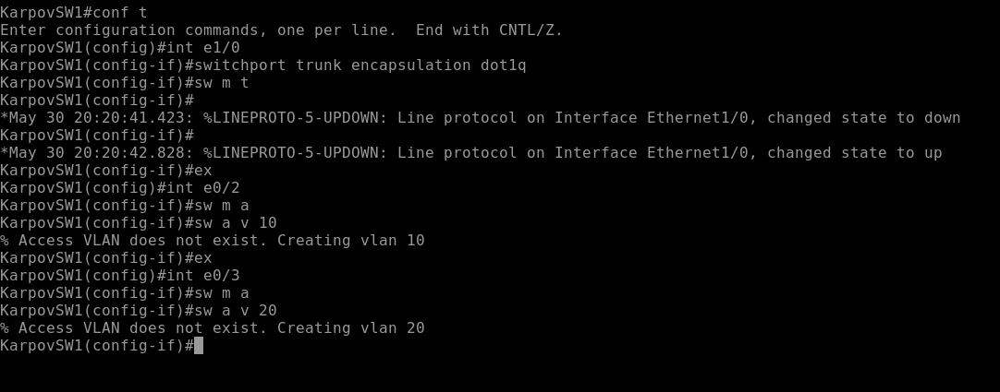 KarpovSW1#conf t
Enter configuration commands, one per line.  End with CNTL/Z.
KarpovSW1(config)#int e1/0
KarpovSW1(config-if)#switchport trunk encapsulation dot1q
KarpovSW1(config-if)#sw m t
KarpovSW1(config-if)#
*May 30 20:20:41.423: %LINEPROTO-5-UPDOWN: Line protocol on Interface Ethernet1/0, changed state to down
KarpovSW1(config-if)#
*May 30 20:20:42.828: %LINEPROTO-5-UPDOWN: Line protocol on Interface Ethernet1/0, changed state to up
KarpovSW1(config-if)#ex
KarpovSW1(config)#int e0/2
KarpovSW1(config-if)#sw m a
KarpovSW1(config-if)#sw a v 10
% Access VLAN does not exist. Creating vlan 10
KarpovSW1(config-if)#ex
KarpovSW1(config)#int e0/3
KarpovSW1(config-if)#sw m a
KarpovSW1(config-if)#sw a v 20
% Access VLAN does not exist. Creating vlan 20
KarpovSW1(config-if)#